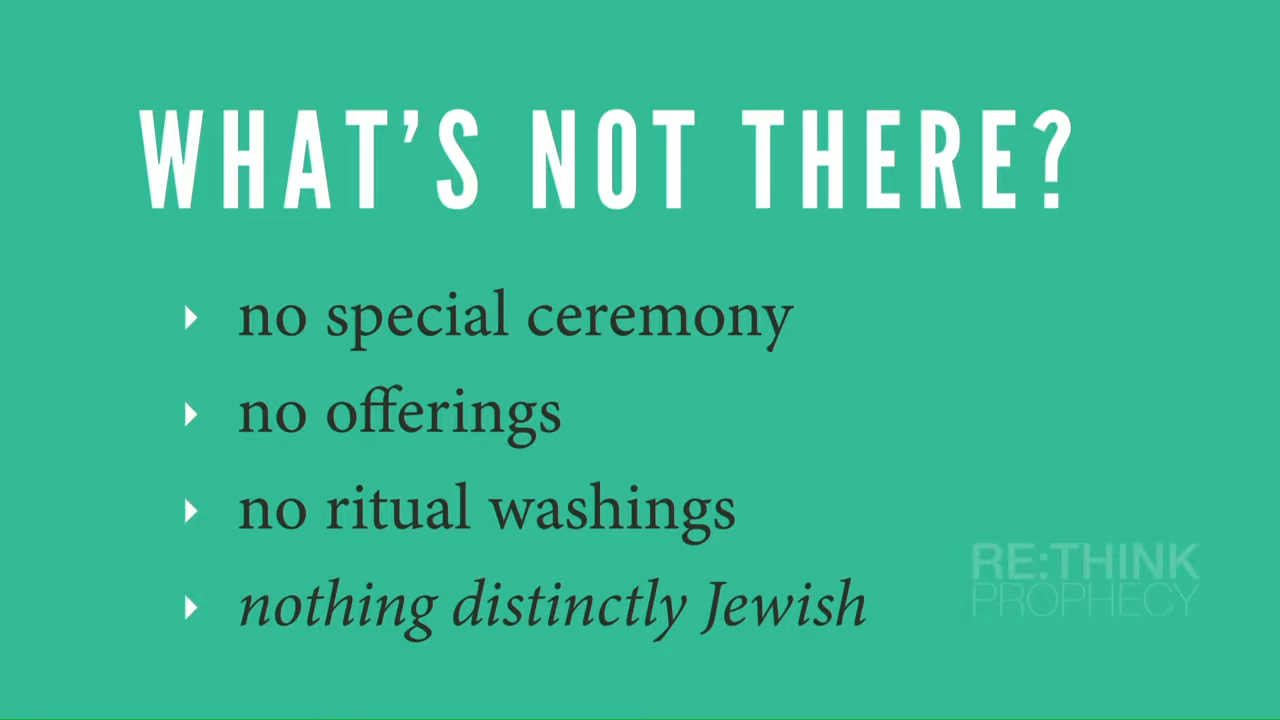 WHAT'S NOT THERE?
no special ceremony
no offerings
no ritual washings
nothing distinctly Jewish
RE:THINK
PROPHECY